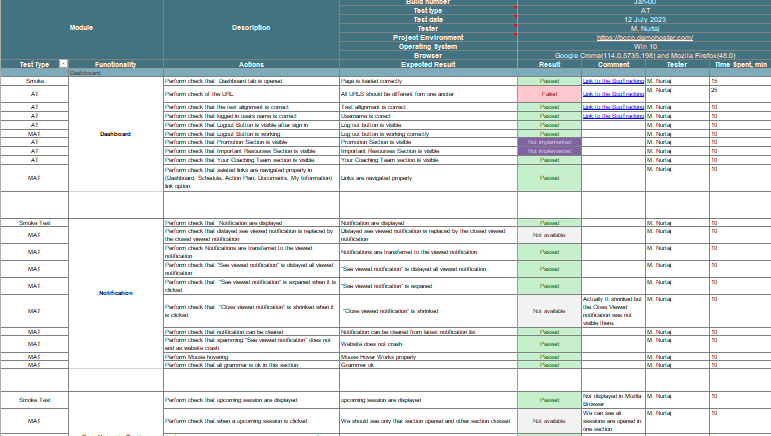 Build number Jan-00
Module Description Test type AT
Test date 12 July 2023
Tester M. Nurtaj
Project Environment https://bccp.demohoster.com/
Operating System Win 10
Browser Google Crome(114.0.5735.198) and Mozilla Firefox(48.0)
Test Type Functionality Actions Expected Result Result Comment Tester Time Spent, min
Dashboard
Smoke Perform check that Dashboard tab is opened Page is loaded correctly Passed Link to the BugTracking M. Nurtaj 15
AT Perform check of the URL All URLS should be different fom one anoter Failed Link to the BugTracking M. Nurtaj 25
AT Perform check that the text alignment is correct Text alignment is correct Passed Link to the BugTracking M. Nurtaj 10
AT Perform check that logged in users name is correct Username is corect Passed Link to the BugTracking M. Nurtaj 10
AT Perform check that Logout Button is visible after sign in Log out button is visible Passed M. Nurtaj 10
MAT Dashboard Perform check that Logout Button is working Log out button is working correctly Passed M. Nurtaj 10
AT Perform check that Promotion Section is visible Promotion Section is visible Not implemented M. Nurtaj 10
AT Perform check that Important Resourses Section is visible Important Resourses Section is visible Not implemented M. Nurtaj 10
AT Perform check that Your Coaching Team section is visible Your Coaching Team section is visible Passed M. Nurtaj 10
MAT Perform check that seleted links are navigated properly in
(Dashboard, Schedule, Action Plan, Documents, My Information)
link option Links are navigated properly Passed M. Nurtaj 10
Smoke Test Perform check that Notification are displayed Notification are displayed Passed M. Nurtaj 10
MAT Perform check that dislayed see viewed notification is replaced by
the closed viewed notification Dislayed see viewed notification is replaced by the closed viewed
notification Not available M. Nurtaj 10
MAT Perform check Notifications are transferred to the viewed
notification Notifications are transferred to the viewed notification Passed M. Nurtaj 10
MAT Perform check that "See viewed notification" is dislayed all viewed
notification "See viewed notification" is dislayed all viewed notification Passed M. Nurtaj 10
MAT Notification Perform check that "See viewed notification" is expaned when it is
clicked "See viewed notification" is expaned Passed M. Nurtaj 10
MAT Perform check that "Close viewed notification" is shrinked when it
is clicked "Close viewed notification" is shrinked Not available Actually It shrinked but
the Close Viewed
notification was not
visible there. M. Nurtaj 10
MAT Perform check that notification can be cleared Notification can be cleared from latest notification list Passed M. Nurtaj 10
MAT Perform check that spamming "See viewed notification" does not
end as website crash Website does not crash Passed M. Nurtaj 10
MAT Perform Mouse hovering Mouse Hover Works properly Passed M. Nurtaj 10
MAT Perform check that all grammar is ok in this section Grammer ok Passed M. Nurtaj 10
Smoke Test Perform check that upcoming session are displayed upcoming session are displayed Passed Not displayed in Mozila
Browser M. Nurtaj 10
MAT Perform check that when a upcoming session is clicked We should see only that section opened and other section clossed Not available We can see all
sessions are opened in
one section M. Nurtaj 10